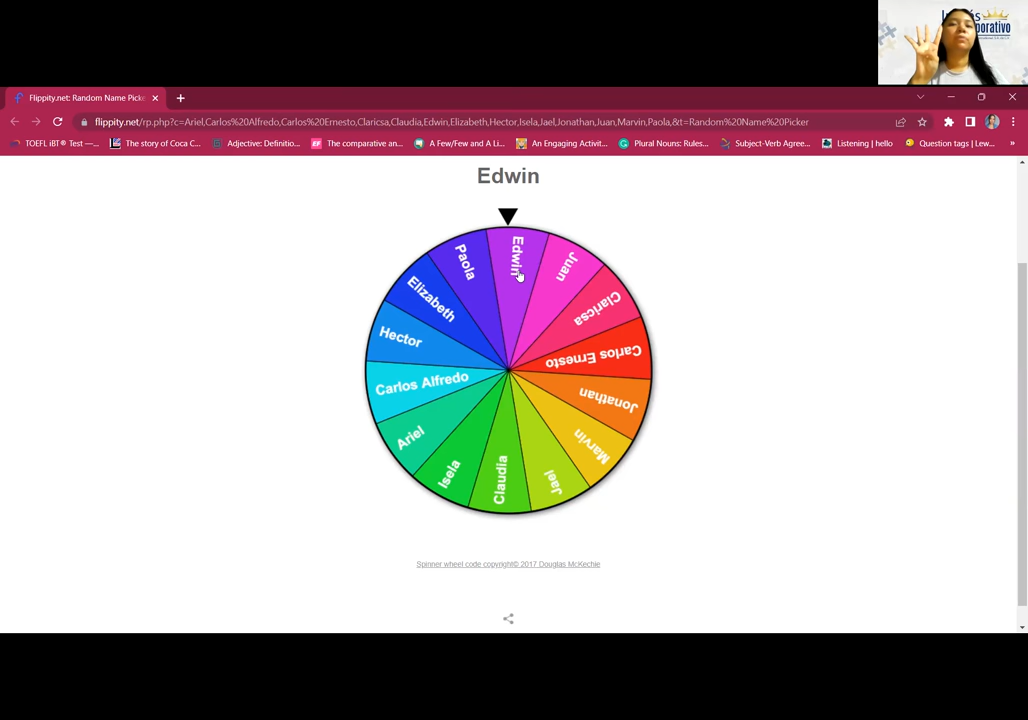 Flippity.net: Random Name Picke
flippity.net/rp.php?c=Ariel,Carlos%20Alfredo,Carlos%20Ernesto,Claricsa,Claudia,Edwin,Elizabeth,Hector,Isela,Jael,Jonathan,Juan,Marvin,Paola,&t=Random%20Name%20Picker
TOEFL iBT® Test —...
The story of Coca C...
Adjective: Definitio...
EF
The comparative an...
A Few/Few and A Li...
An Engaging Activit...
Plural Nouns: Rules...
Subject-Verb Agree...
Listening | hello
Question tags | Lew...
»
Edwin
Edwin
Juan
Claricsa
Carlos Ernesto
Jonathan
Marvin
Jael
Claudia
Isela
Ariel
Carlos Alfredo
Hector
Elizabeth
Paola
Spinner wheel code copyright© 2017 Douglas McKechie